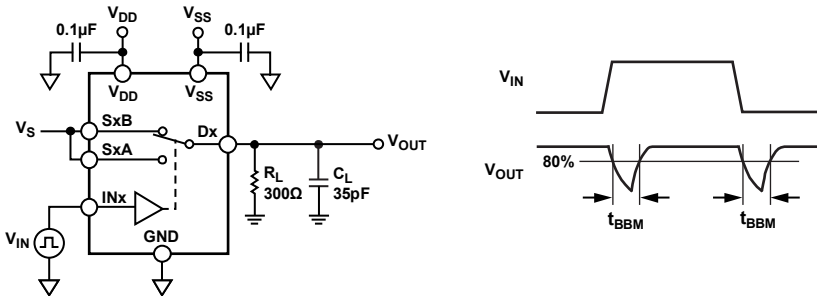 VDD
VSS
0.1µF
0.1µF
VDD
VSS
VS
SxB
Dx
VOUT
SxA
RL
300Ω
CL
35pF
INx
VIN
GND
VIN
VOUT
80%
tBBM
tBBM